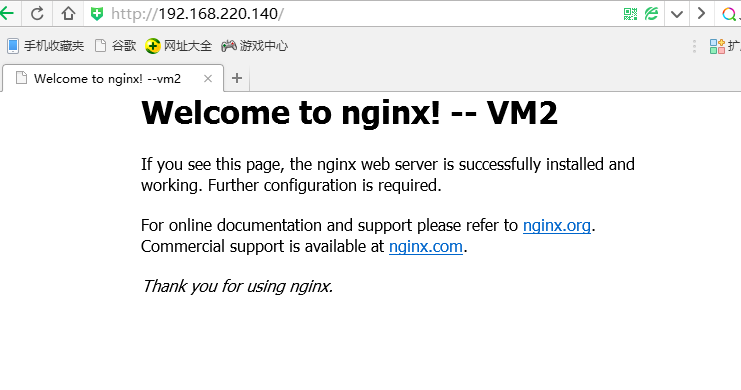 http://192.168.220.140/
手机收藏夹 谷歌 网址大全 游戏中心 扩
Welcome to nginx! --vm2
Welcome to nginx! -- VM2
If you see this page, the nginx web server is successfully installed and
working. Further configuration is required.
For online documentation and support please refer to nginx.org.
Commercial support is available at nginx.com.
Thank you for using nginx.